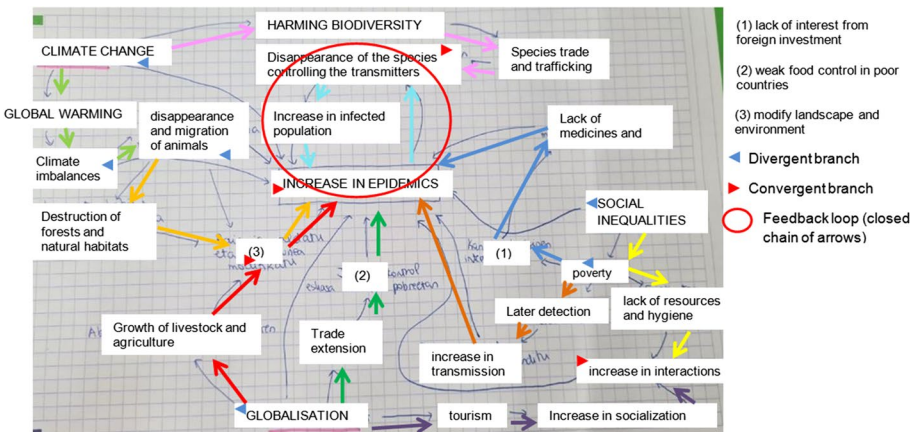 HARMING BIODIVERSITY
CLIMATE CHANGE
Disappearance of the species
controlling the transmitters
Species trade
and trafficking
GLOBAL WARMING
disappearance
and migration
of animals
Increase in infected
population
Lack of
medicines and
Climate
imbalances
INCREASE IN EPIDEMICS
Destruction of
forests and
natural habitats
SOCIAL
INEQUALITIES
(3)
(2)
(1)
poverty
lack of resources
and hygiene
Later detection
Growth of livestock and
agriculture
Trade
extension
increase in
transmission
increase in interactions
GLOBALISATION
tourism
Increase in socialization
(1) lack of interest from
foreign investment
(2) weak food control in poor
countries
(3) modify landscape and
environment
Divergent branch
Convergent branch
Feedback loop (closed
chain of arrows)